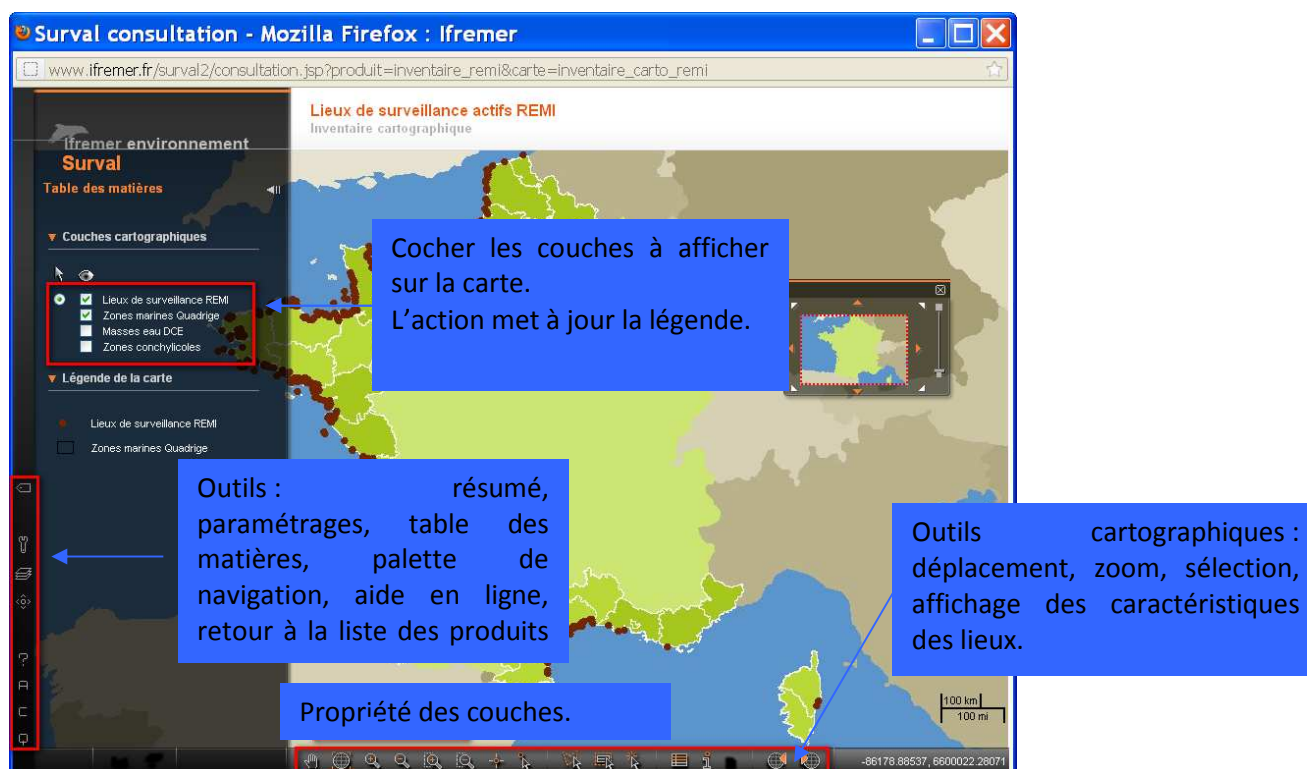 Surval consultation - Mozilla Firefox : Ifremer
www.ifremer.fr/surval2/consultation.jsp?produit=inventaire_remi&carte=inventaire_carto_remi
Lieux de surveillance actifs REMI
Inventaire cartographique
Ifremer environnement
Surval
Table des matières
Couches cartographiques
Lieux de surveillance REMI
Zones marines Quadrige
Masses eau DCE
Zones conchylicoles
Légende de la carte
Lieux de surveillance REMI
Zones marines Quadrige
Cocher les couches à afficher
sur la carte.
L'action met à jour la légende.
Outils : résumé,
paramétrages, table des
matières, palette de
navigation, aide en ligne,
retour à la liste des produits
Outils cartographiques :
déplacement, zoom, sélection,
affichage des caractéristiques
des lieux.
Propriété des couches.
100 km
100 mi
-86178.88537, 6600022.28071